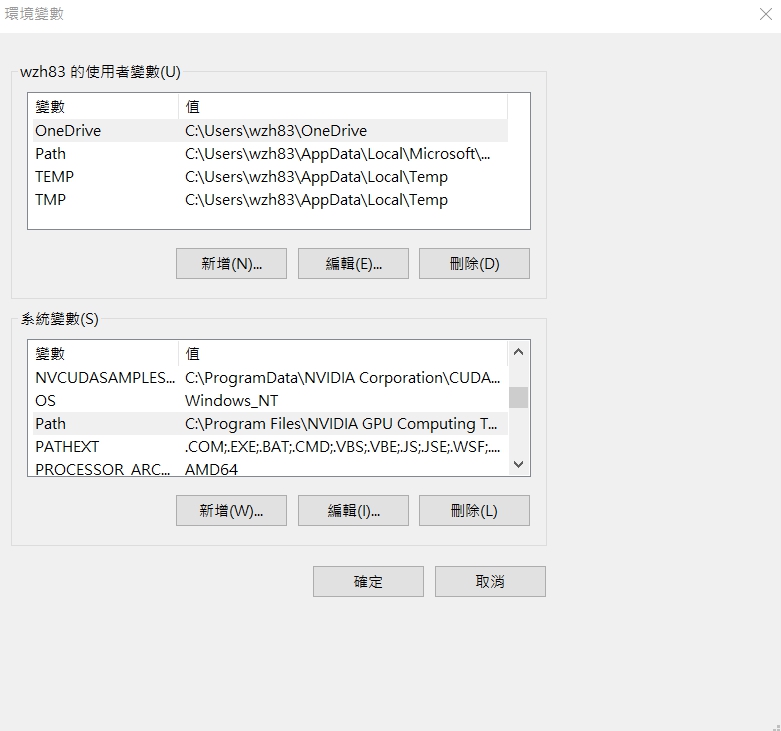 環境變數
wzh83 的使用者變數(U)
變數 值
OneDrive C:\Users\wzh83\OneDrive
Path C:\Users\wzh83\AppData\Local\Microsoft\...
TEMP C:\Users\wzh83\AppData\Local\Temp
TMP C:\Users\wzh83\AppData\Local\Temp
新增(N)... 編輯(E)... 刪除(D)
系統變數(S)
變數 值
NVCUDASAMPLES... C:\ProgramData\NVIDIA Corporation\CUDA...
OS Windows_NT
Path C:\Program Files\NVIDIA GPU Computing T...
PATHEXT .COM;.EXE;.BAT;.CMD;.VBS;.VBE;.JS;.JSE;.WSF;....
PROCESSOR_ARC... AMD64
新增(W)... 編輯(I)... 刪除(L)
確定 取消